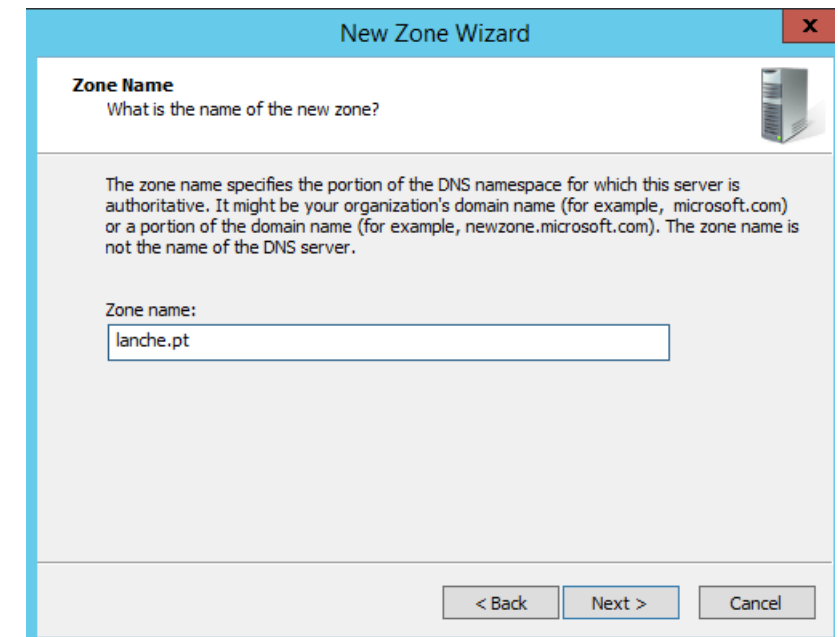 New Zone Wizard
x
Zone Name
What is the name of the new zone?
The zone name specifies the portion of the DNS namespace for which this server is
authoritative. It might be your organization's domain name (for example, microsoft.com)
or a portion of the domain name (for example, newzone.microsoft.com). The zone name is
not the name of the DNS server.
Zone name:
lanche.pt
< Back Next > Cancel